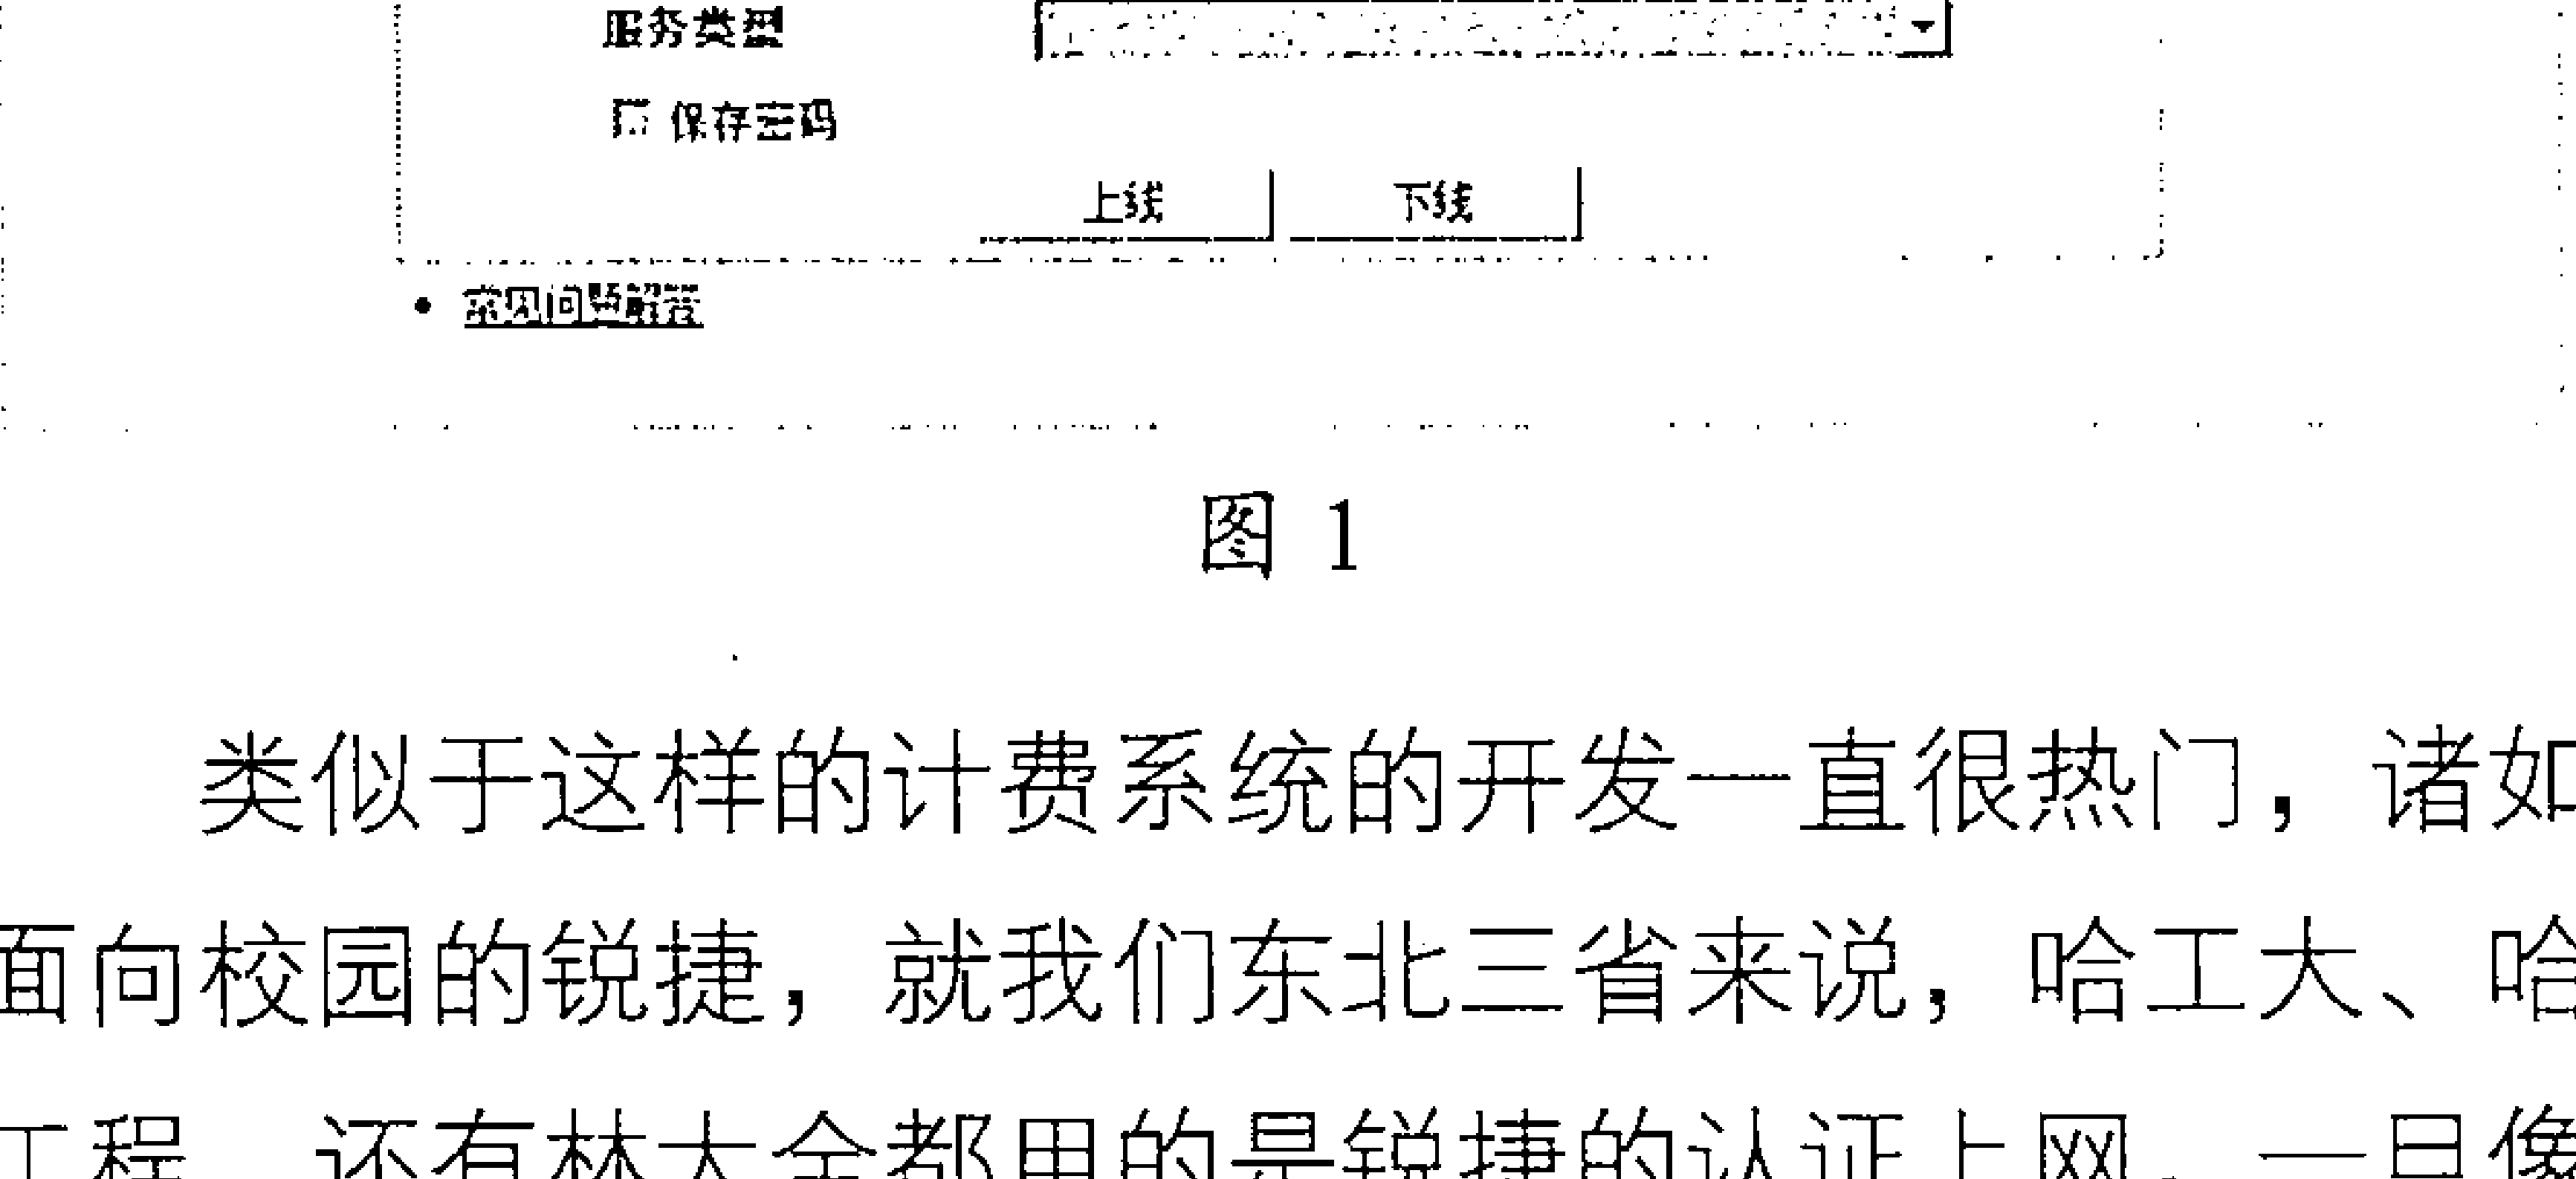 服务类型
保存密码
上线 下线
• 常见问题解答
图 1
类似于这样的计费系统的开发一直很热门，诸如
面向校园的锐捷，就我们东北三省来说，哈工大、哈
工程 还有林大全都用的是锐捷的认证上网，一旦像